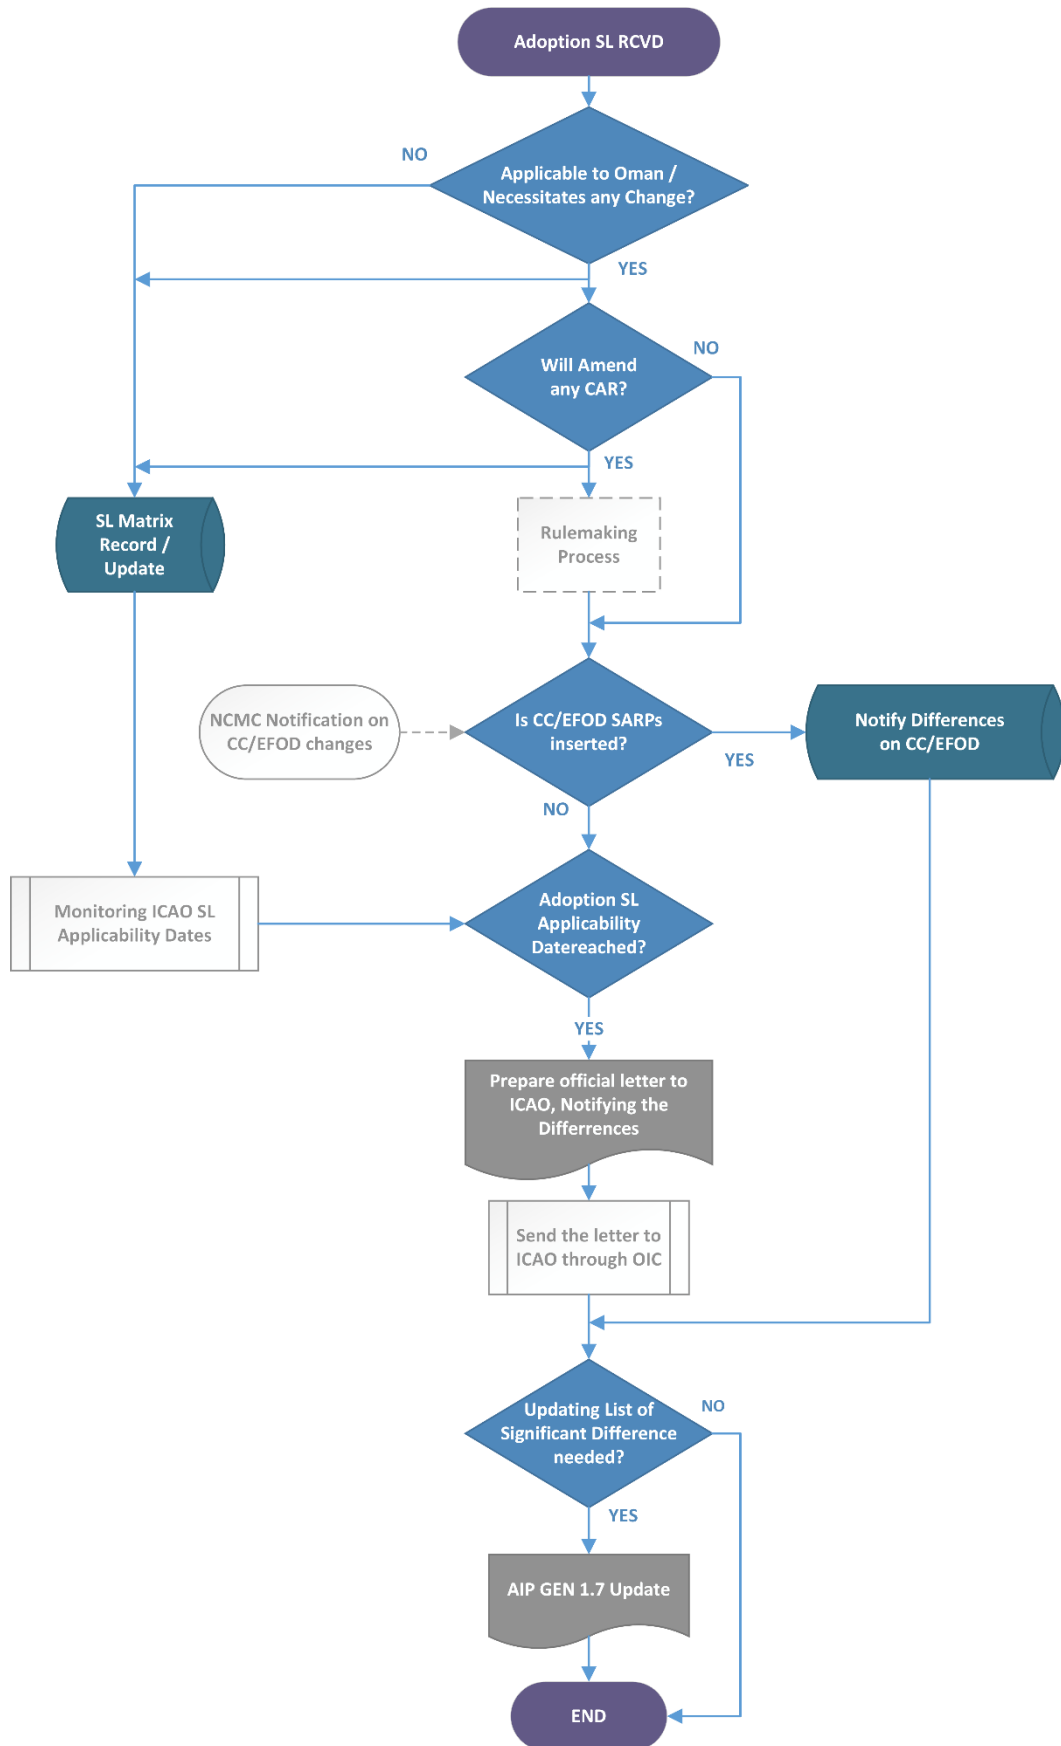 Adoption SL RCVD
NO
Applicable to Oman /
Necessitates any Change?
YES
Will Amend
any CAR?
NO
YES
SL Matrix
Record /
Update
Rulemaking
Process
NCMC Notification on
CC/EFOD changes
Is CC/EFOD SARPs
inserted?
YES
Notify Differences
on CC/EFOD
NO
Monitoring ICAO SL
Applicability Dates
Adoption SL
Applicability
Datereached?
YES
Prepare official letter to
ICAO, Notifying the
Differrences
Send the letter to
ICAO through OIC
Updating List of
Significant Difference
needed?
NO
YES
AIP GEN 1.7 Update
END